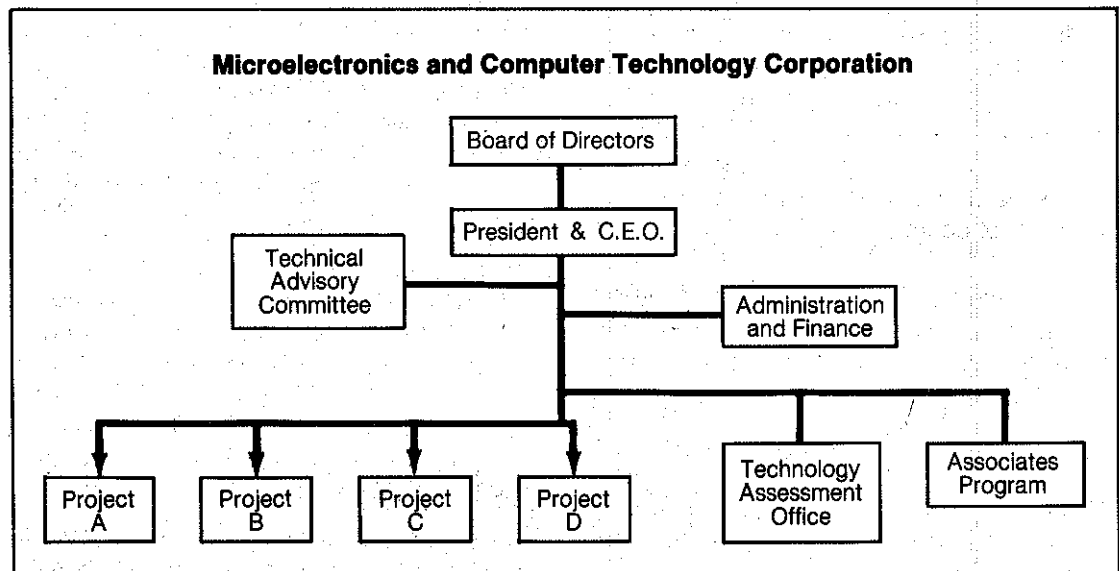 Microelectronics and Computer Technology Corporation
Board of Directors
President & C.E.O.
Technical
Advisory
Committee
Administration
and Finance
Project
A
Project
B
Project
C
Project
D
Technology
Assessment
Office
Associates
Program